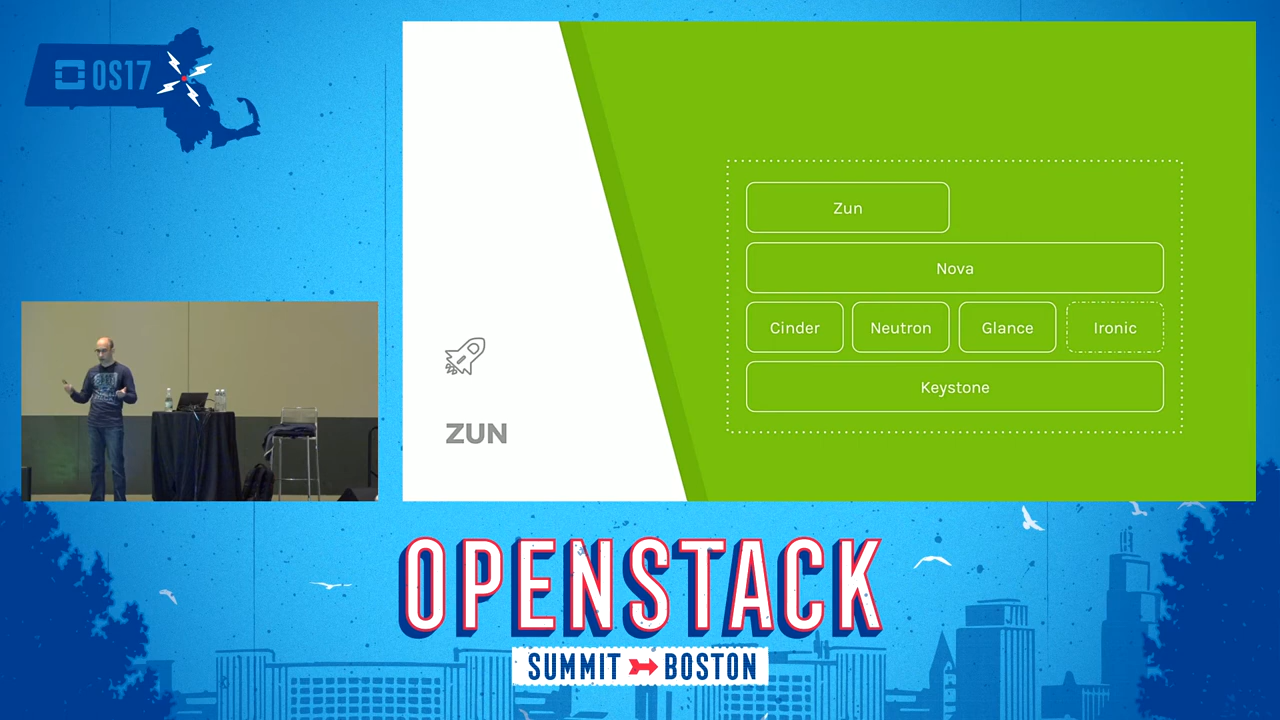 OS17
Zun
Nova
Cinder
Neutron
Glance
Ironic
Keystone
ZUN
OPENSTACK
SUMMIT BOSTON